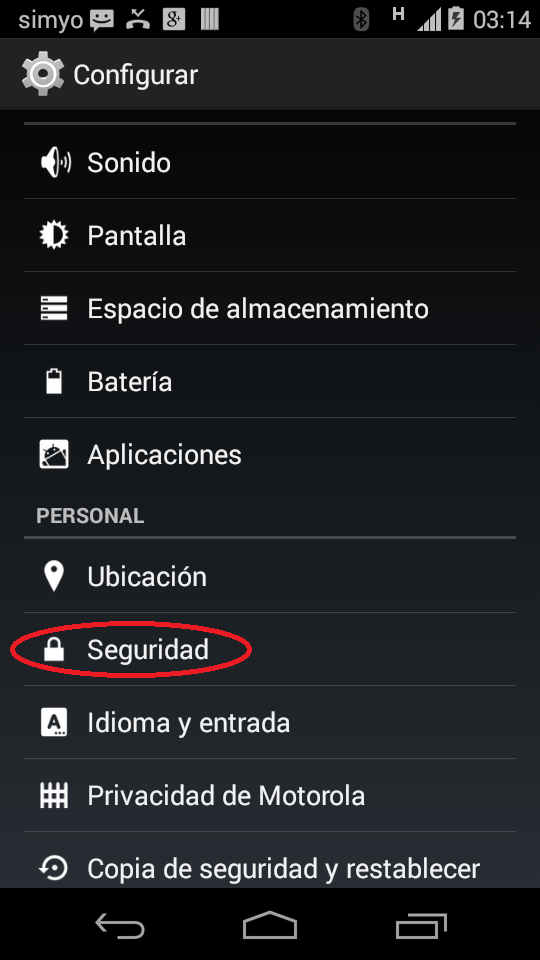 simyo H 03:14
Configurar
Sonido
Pantalla
Espacio de almacenamiento
Batería
Aplicaciones
PERSONAL
Ubicación
Seguridad
Idioma y entrada
Privacidad de Motorola
Copia de seguridad y restablecer